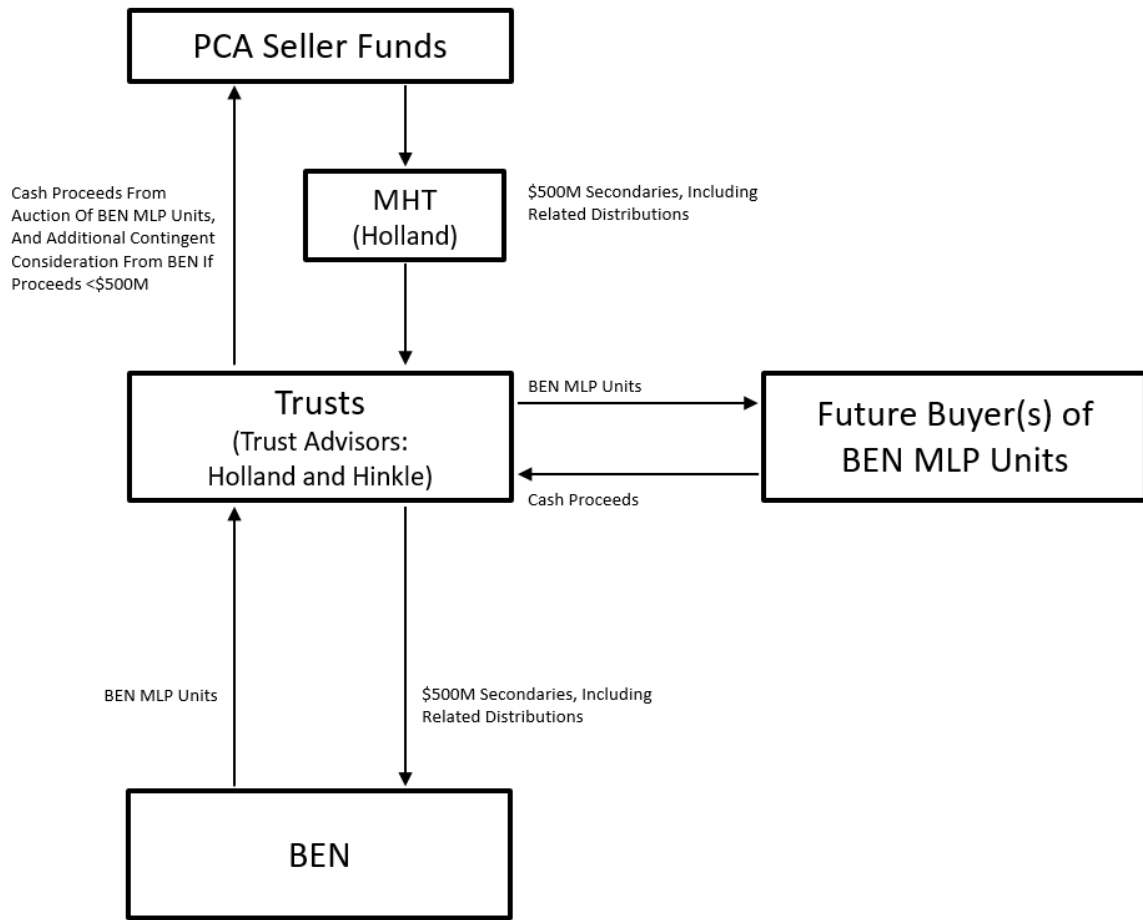 PCA Seller Funds
MHT
(Holland)
$500M Secondaries, Including
Related Distributions
Cash Proceeds From
Auction Of BEN MLP Units,
And Additional Contingent
Consideration From BEN If
Proceeds <$500M
Trusts
(Trust Advisors:
Holland and Hinkle)
BEN MLP Units
Cash Proceeds
Future Buyer(s) of
BEN MLP Units
BEN MLP Units
$500M Secondaries, Including
Related Distributions
BEN